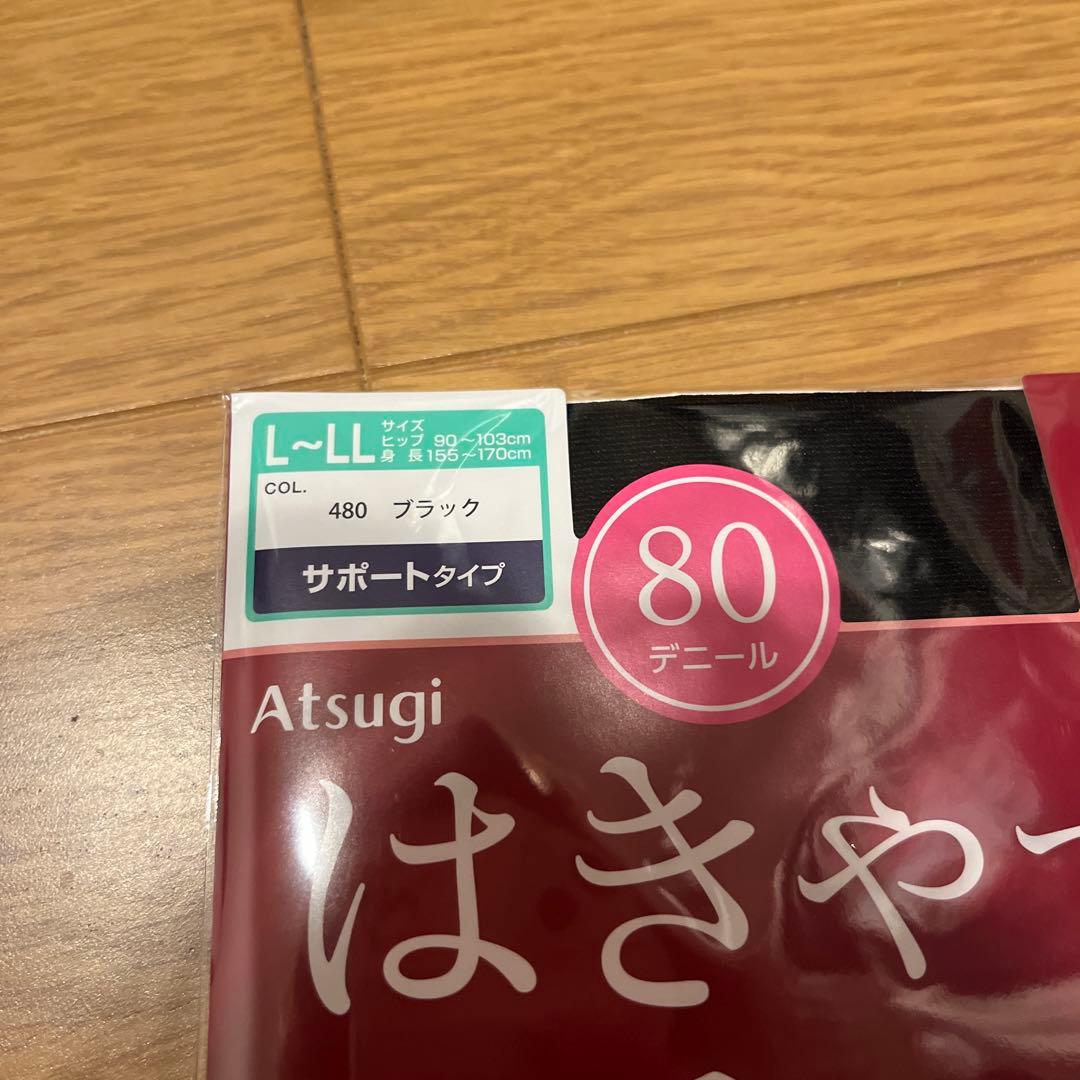 L～LL
サイズ
ヒップ 90～103cm
身長 155～170cm
COL.
480 ブラック
サポートタイプ
80
デニール
Atsugi
はきや